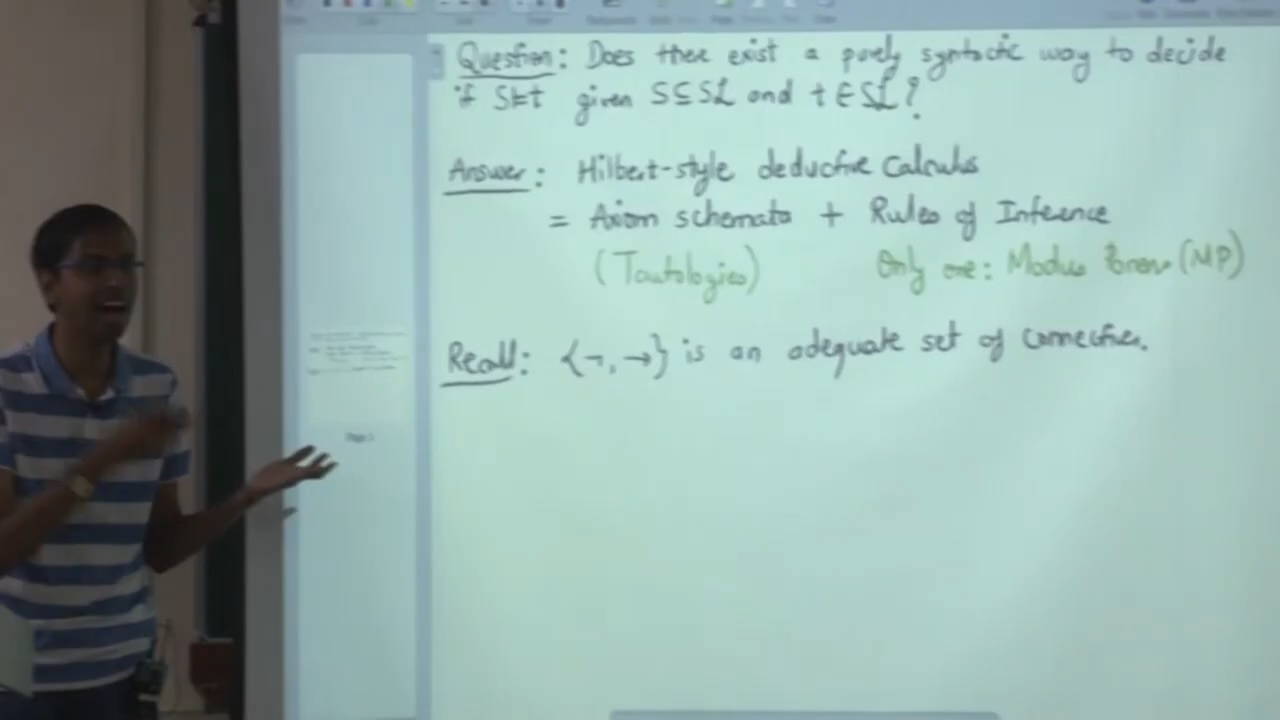 Question: Does there exist a purely syntactic way to decide
if S⊨t given S⊆SL and t∈SL?
Answer: Hilbert-style deductive calculus
= Axiom schemata + Rules of Inference
(Tautologies) Only one: Modus Ponens (MP)
Recall: {¬, →} is an adequate set of connectives.